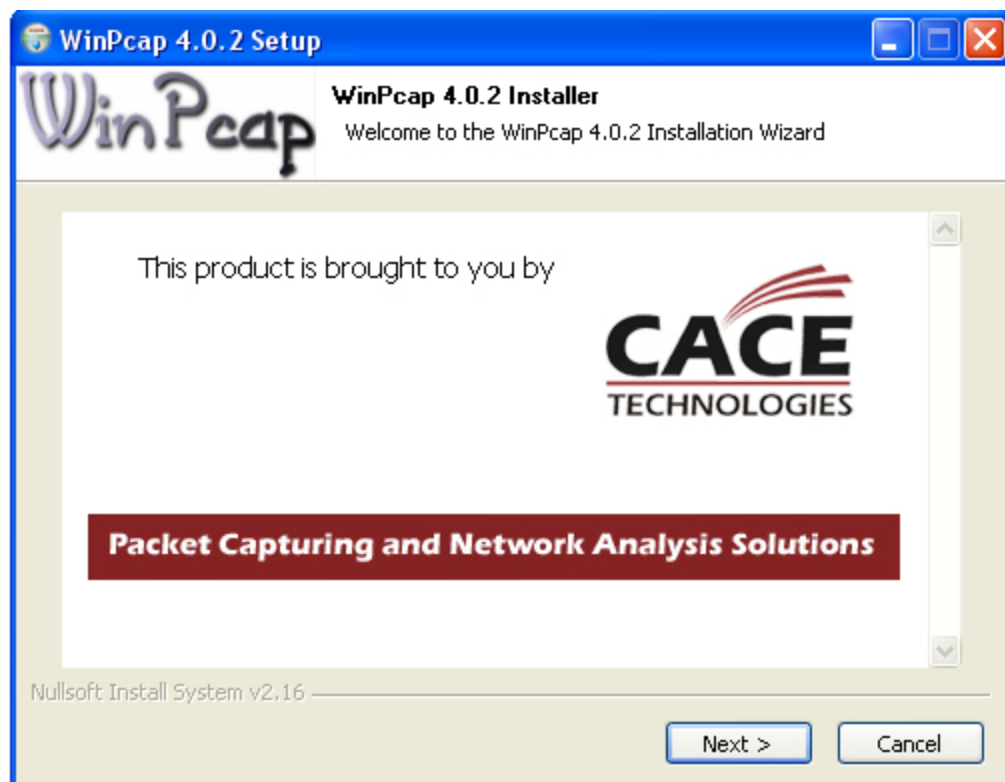 WinPcap 4.0.2 Setup
WinPcap
WinPcap 4.0.2 Installer
Welcome to the WinPcap 4.0.2 Installation Wizard
This product is brought to you by
CACE
TECHNOLOGIES
Packet Capturing and Network Analysis Solutions
Nullsoft Install System v2.16
Next >
Cancel